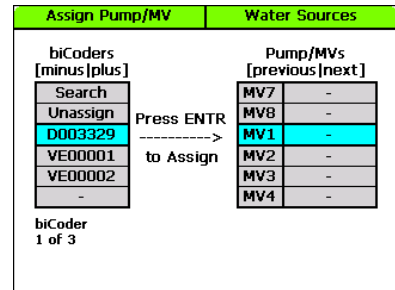 Assign Pump/MV Water Sources
biCoders
[minus|plus]
Search
Unassign
D003329
VE00001
VE00002
-
biCoder
1 of 3
Press ENTR
---------->
to Assign
Pump/MVs
[previous|next]
MV7 -
MV8 -
MV1 -
MV2 -
MV3 -
MV4 -